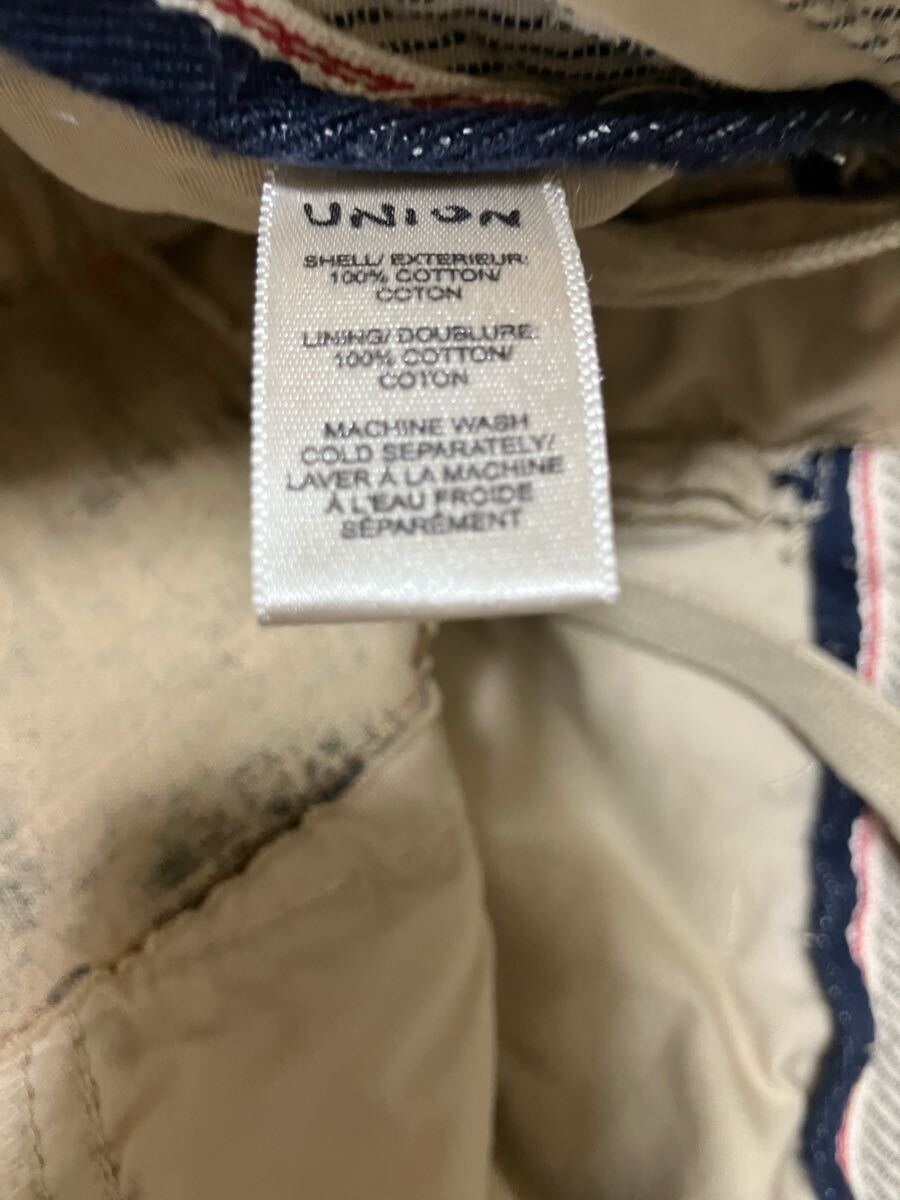 UNION
SHELL/ EXTERIEUR:
100% COTTON/
COTON
LINING/ DOUBLURE:
100% COTTON/
COTON
MACHINE WASH
COLD SEPARATELY/
LAVER À LA MACHINE
À L'EAU FROIDE
SÉPARÉMENT